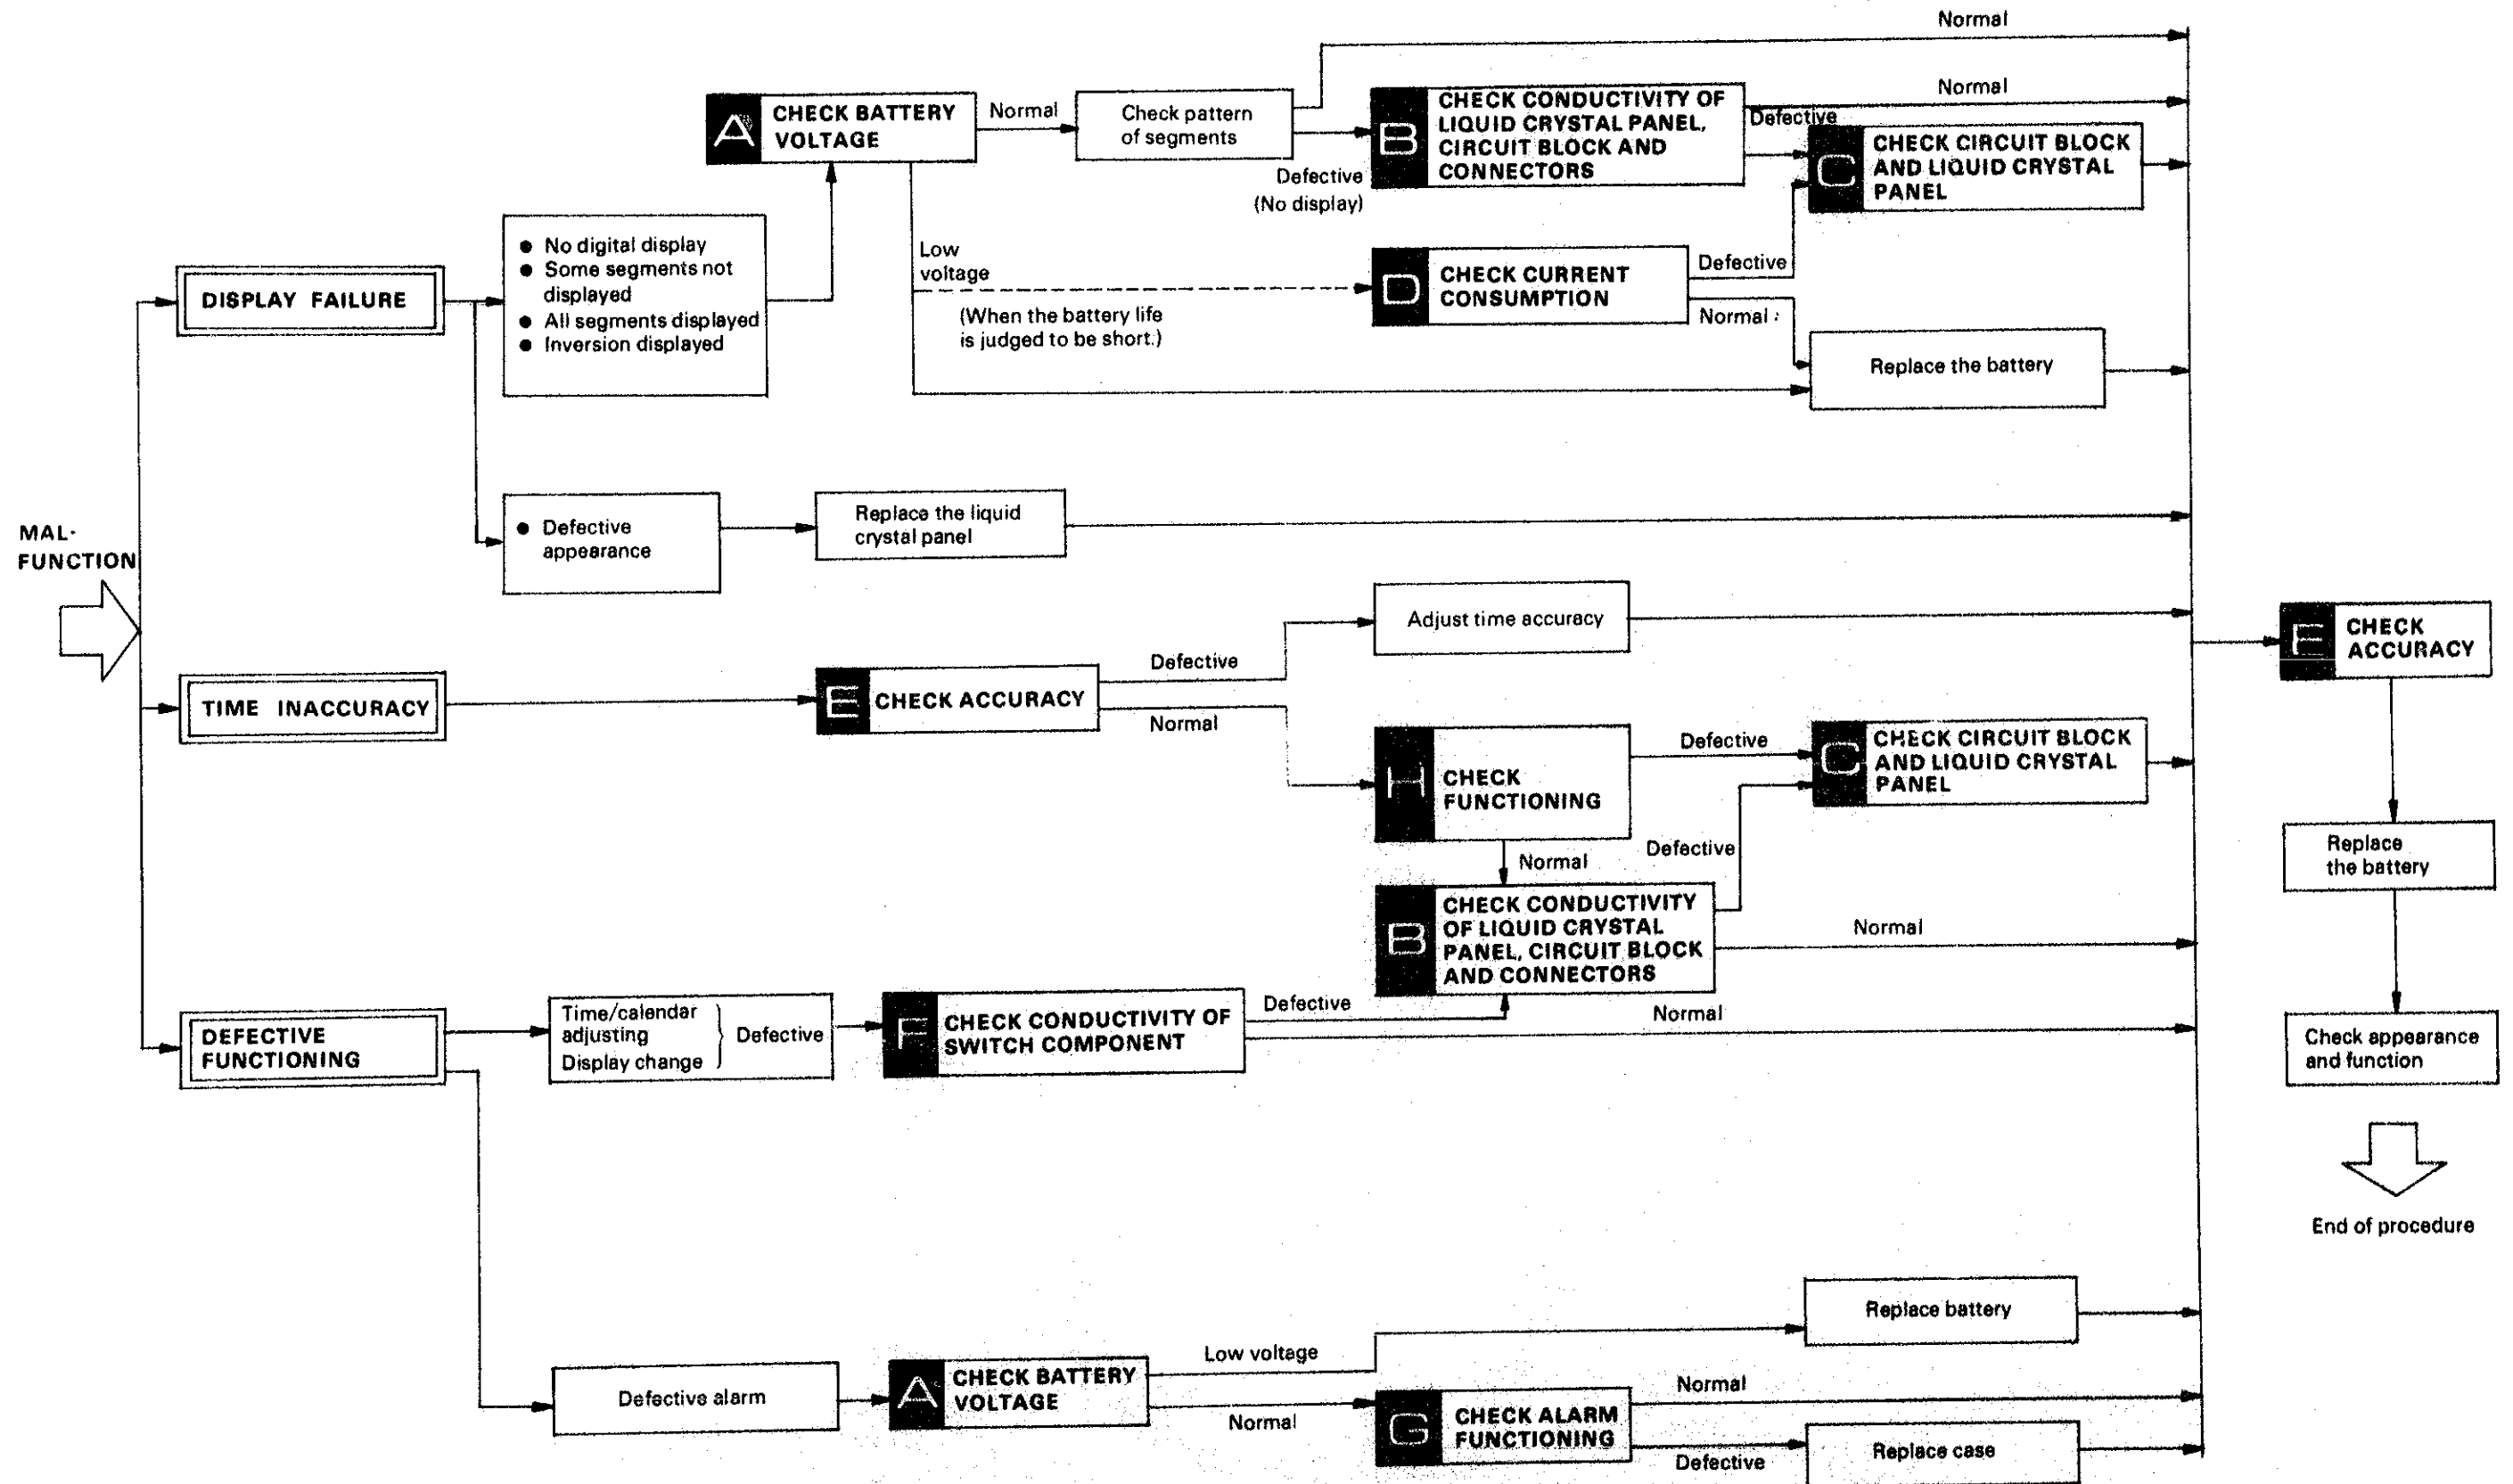 MAL-
FUNCTION
DISPLAY FAILURE
● No digital display
● Some segments not
displayed
● All segments displayed
● Inversion displayed
A CHECK BATTERY
VOLTAGE
Normal
Check pattern
of segments
Normal
Defective
(No display)
B CHECK CONDUCTIVITY OF
LIQUID CRYSTAL PANEL,
CIRCUIT BLOCK AND
CONNECTORS
Normal
Defective
C CHECK CIRCUIT BLOCK
AND LIQUID CRYSTAL
PANEL
Low
voltage
(When the battery life
is judged to be short.)
D CHECK CURRENT
CONSUMPTION
Defective
Normal
Replace the battery
● Defective
appearance
Replace the liquid
crystal panel
TIME INACCURACY
E CHECK ACCURACY
Defective
Normal
Adjust time accuracy
H CHECK
FUNCTIONING
Defective
Normal
C CHECK CIRCUIT BLOCK
AND LIQUID CRYSTAL
PANEL
Defective
B CHECK CONDUCTIVITY
OF LIQUID CRYSTAL
PANEL, CIRCUIT BLOCK
AND CONNECTORS
Normal
DEFECTIVE
FUNCTIONING
Time/calendar
adjusting
Display change
Defective
F CHECK CONDUCTIVITY OF
SWITCH COMPONENT
Defective
Normal
Defective alarm
A CHECK BATTERY
VOLTAGE
Low voltage
Normal
Replace battery
G CHECK ALARM
FUNCTIONING
Normal
Defective
Replace case
E CHECK
ACCURACY
Replace
the battery
Check appearance
and function
End of procedure